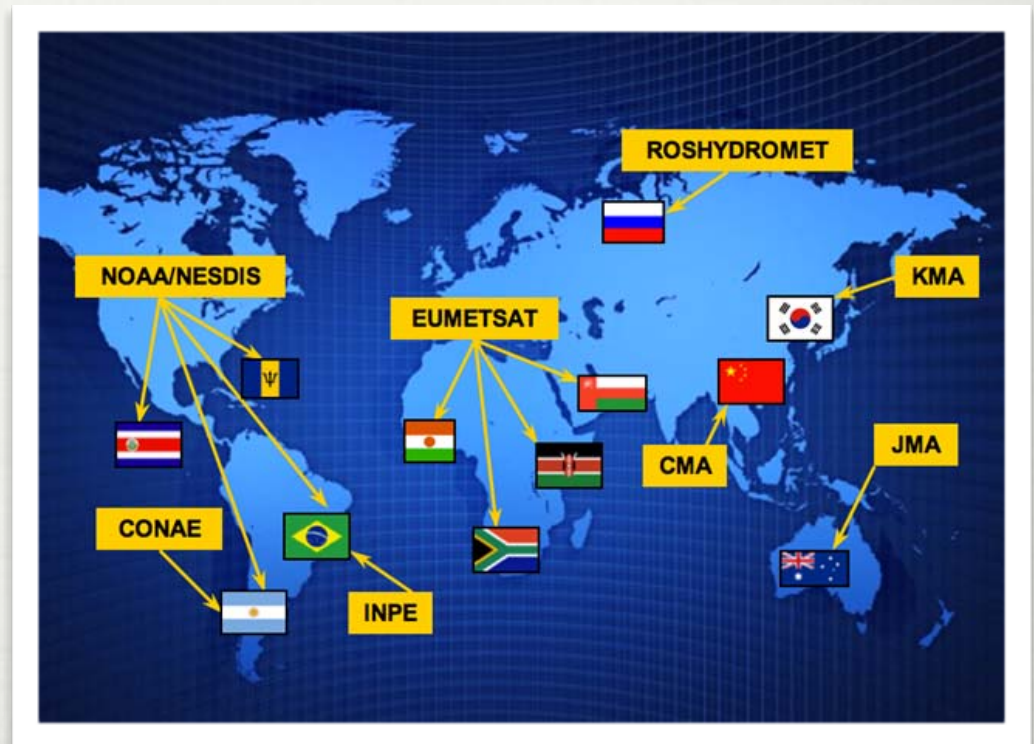 ROSHYDROMET
NOAA/NESDIS
KMA
EUMETSAT
JMA
CMA
CONAE
INPE